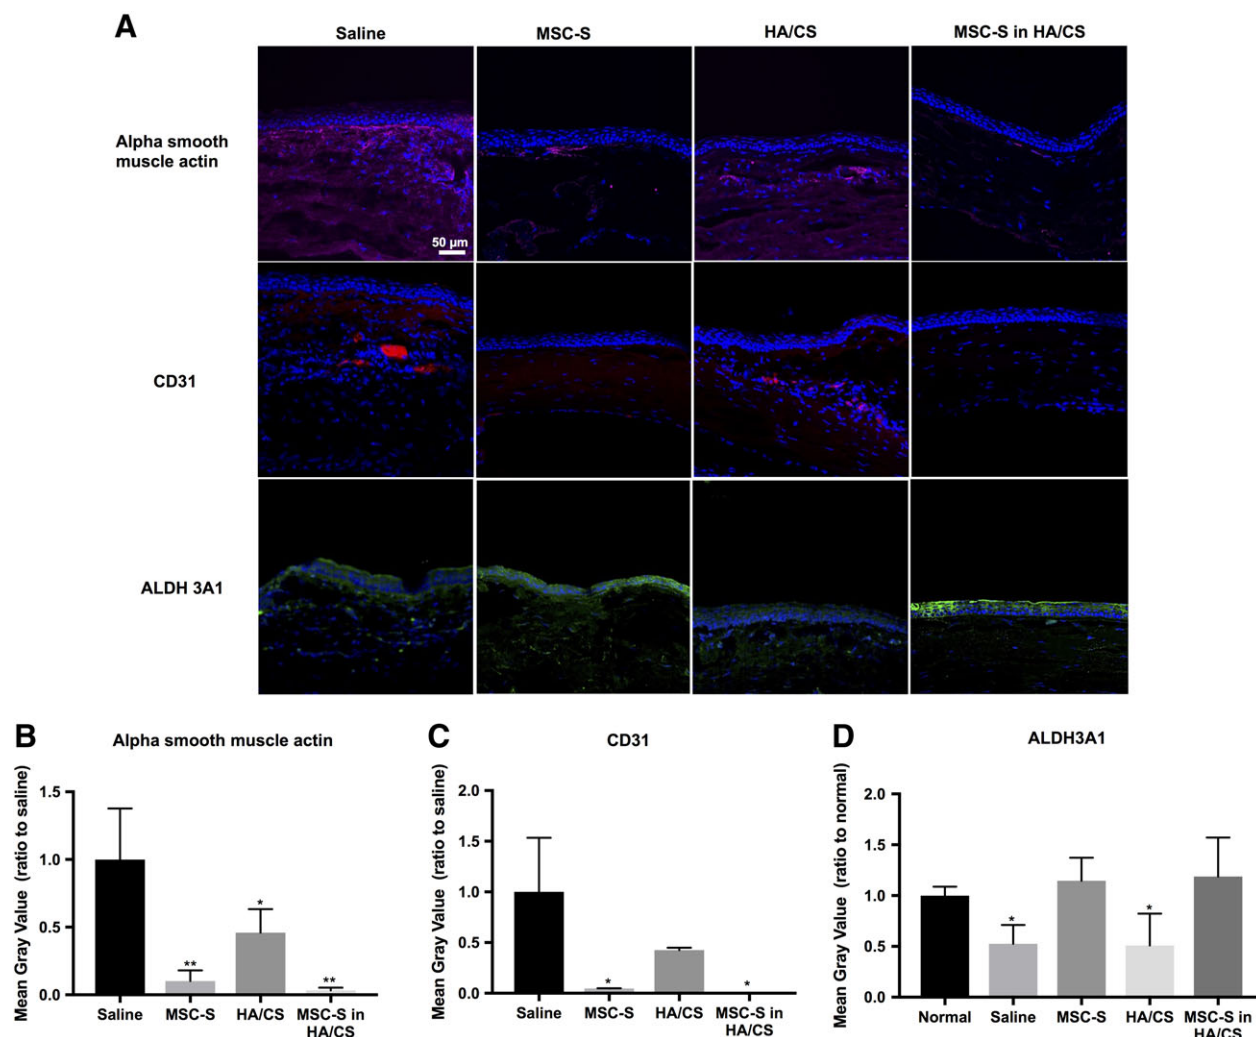 A
Saline
MSC-S
HA/CS
MSC-S in HA/CS
Alpha smooth
muscle actin
50 µm
CD31
ALDH 3A1
B
Alpha smooth muscle actin
Mean Gray Value (ratio to saline)
1.5
1.0
0.5
0.0
**
*
**
Saline
MSC-S
HA/CS
MSC-S in
HA/CS
C
CD31
Mean Gray Value (ratio to saline)
2.0
1.5
1.0
0.5
0.0
*
*
Saline
MSC-S
HA/CS
MSC-S in
HA/CS
D
ALDH3A1
Mean Gray Value (ratio to normal)
2.0
1.5
1.0
0.5
0.0
*
*
Normal
Saline
MSC-S
HA/CS
MSC-S in
HA/CS